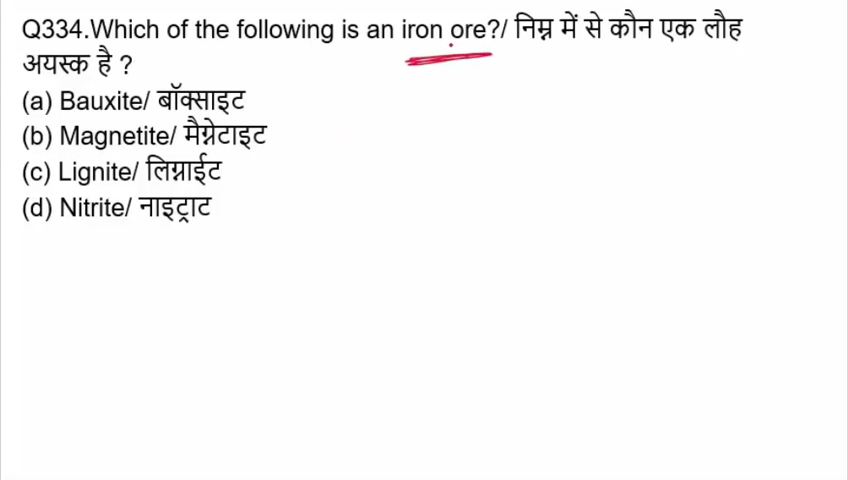 Q334.Which of the following is an iron ore?/ निम्न में से कौन एक लौह
अयस्क है ?
(a) Bauxite/ बॉक्साइट
(b) Magnetite/ मैग्नेटाइट
(c) Lignite/ लिग्नाईट
(d) Nitrite/ नाइट्राट